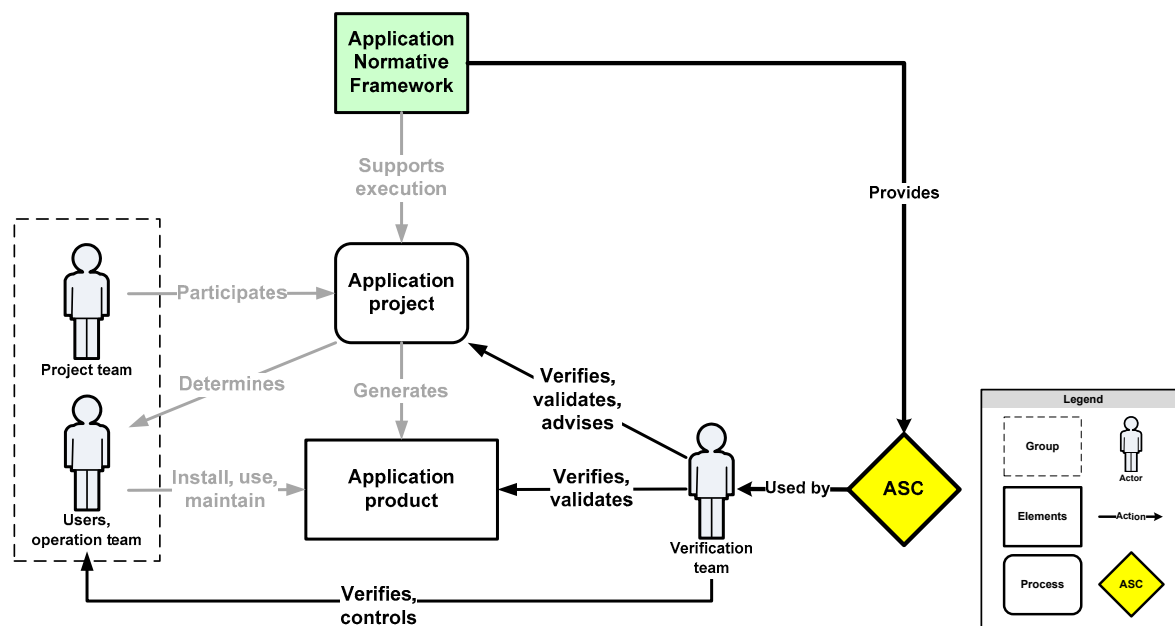 Application
Normative
Framework
Supports
execution
Provides
Application
project
Participates
Project team
Determines
Generates
Verifies,
validates,
advises
Install, use,
maintain
Application
product
Verifies,
validates
Used by
ASC
Users,
operation team
Verification
team
Verifies,
controls
Legend
Group
Actor
Elements
Action
Process
ASC